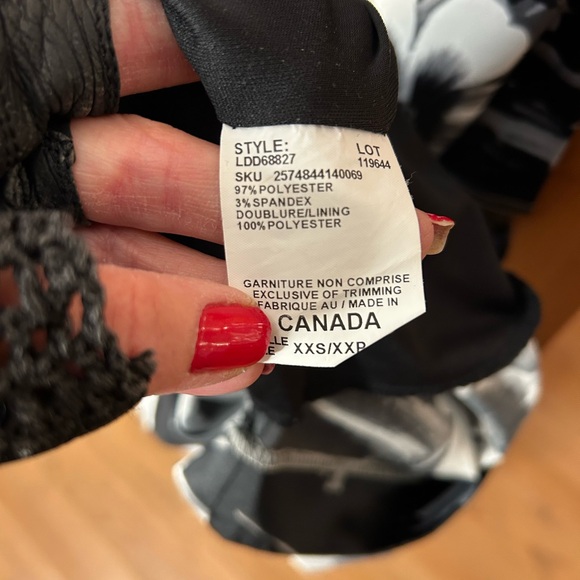 STYLE:
LDD68827
LOT
119644
SKU 2574844140069
97% POLYESTER
3% SPANDEX
DOUBLURE/LINING
100% POLYESTER
GARNITURE NON COMPRISE
EXCLUSIVE OF TRIMMING
FABRIQUE AU / MADE IN
CANADA
XXS/XXP